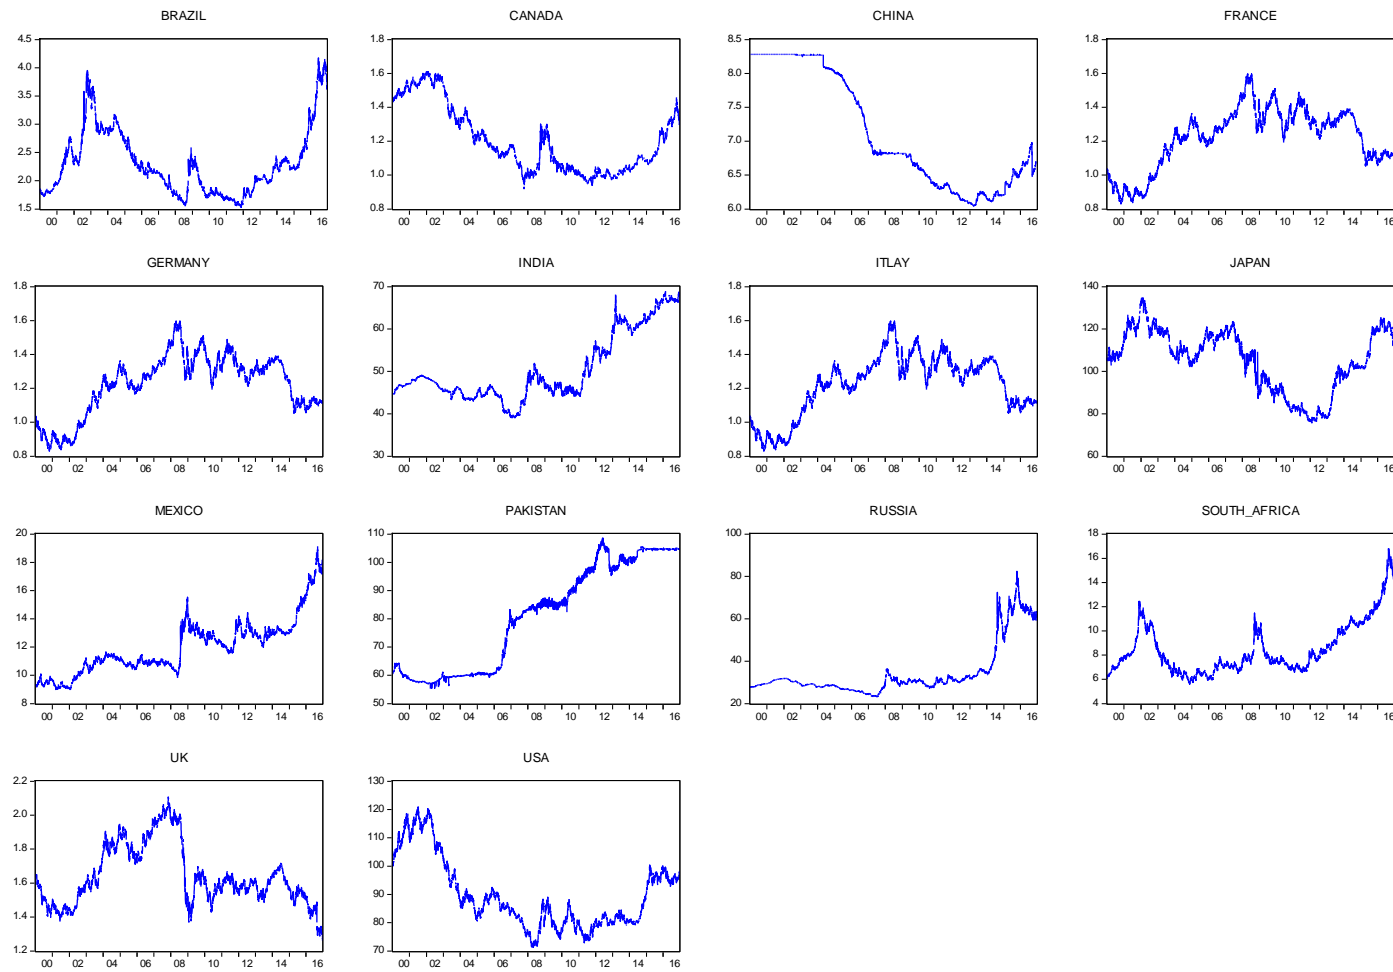 BRAZIL CANADA CHINA FRANCE
4.5 1.8 8.5 1.8
4.0 1.6 8.0 1.6
3.5
3.0 1.4 7.5 1.4
2.5 1.2 7.0 1.2
2.0 1.0 6.5 1.0
1.5 0.8 6.0 0.8
00 02 04 06 08 10 12 14 16 00 02 04 06 08 10 12 14 16 00 02 04 06 08 10 12 14 16 00 02 04 06 08 10 12 14 16
GERMANY INDIA ITLAY JAPAN
1.8 70 1.8 140
1.6 60 1.6 120
1.4 1.4
1.2 50 1.2 100
1.0 40 1.0 80
0.8 30 0.8 60
00 02 04 06 08 10 12 14 16 00 02 04 06 08 10 12 14 16 00 02 04 06 08 10 12 14 16 00 02 04 06 08 10 12 14 16
MEXICO PAKISTAN RUSSIA SOUTH_AFRICA
20 110 100 18
18 100 80 16
16 90 14
14 80 60 12
12 70 40 10
10 60 8
8 50 20 6
4
00 02 04 06 08 10 12 14 16 00 02 04 06 08 10 12 14 16 00 02 04 06 08 10 12 14 16 00 02 04 06 08 10 12 14 16
UK USA
2.2 130
2.0 120
1.8 110
1.6 100
1.4 90
1.2 80
70
00 02 04 06 08 10 12 14 16 00 02 04 06 08 10 12 14 16